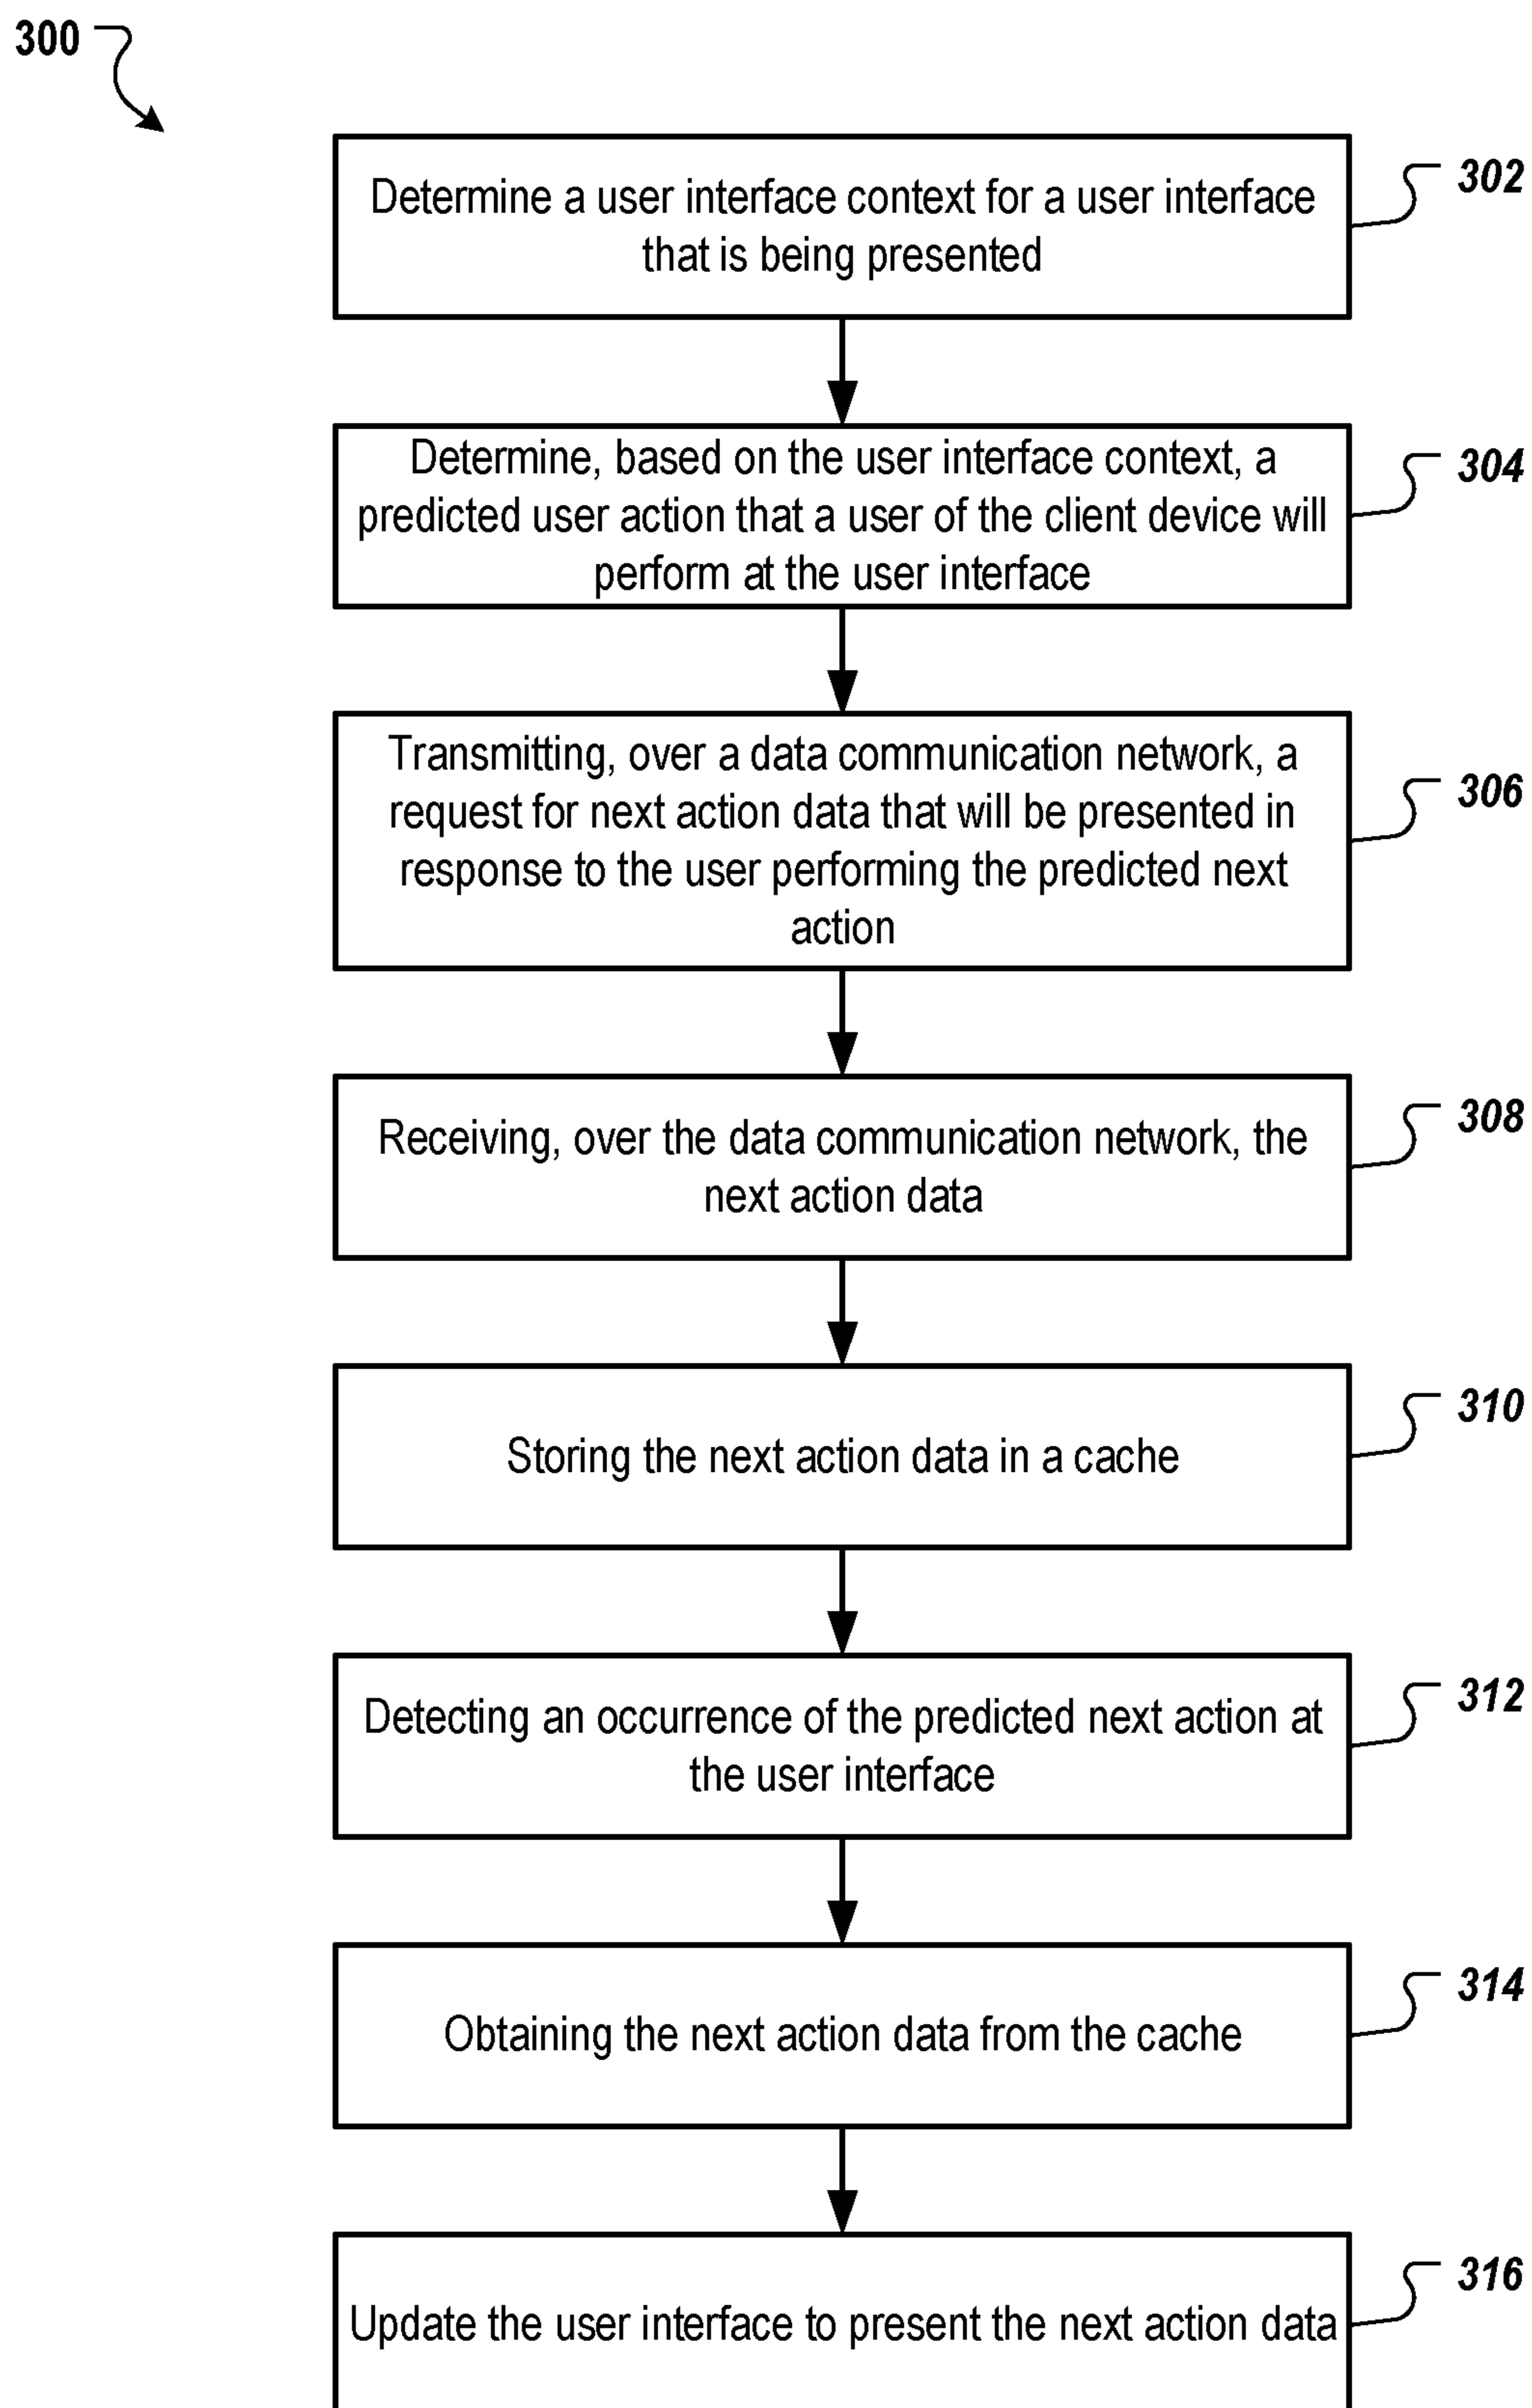 300
Determine a user interface context for a user interface
that is being presented
302
Determine, based on the user interface context, a
predicted user action that a user of the client device will
perform at the user interface
304
Transmitting, over a data communication network, a
request for next action data that will be presented in
response to the user performing the predicted next
action
306
Receiving, over the data communication network, the
next action data
308
Storing the next action data in a cache
310
Detecting an occurrence of the predicted next action at
the user interface
312
Obtaining the next action data from the cache
314
Update the user interface to present the next action data
316